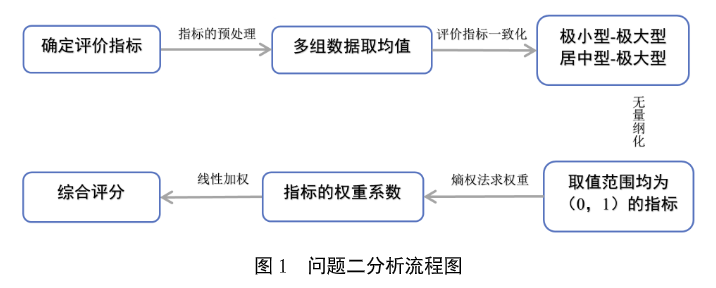 确定评价指标
指标的预处理
多组数据取均值
评价指标一致化
极小型-极大型
居中型-极大型
无
量
纲
化
取值范围均为
（0，1）的指标
熵权法求权重
指标的权重系数
线性加权
综合评分
图 1 问题二分析流程图